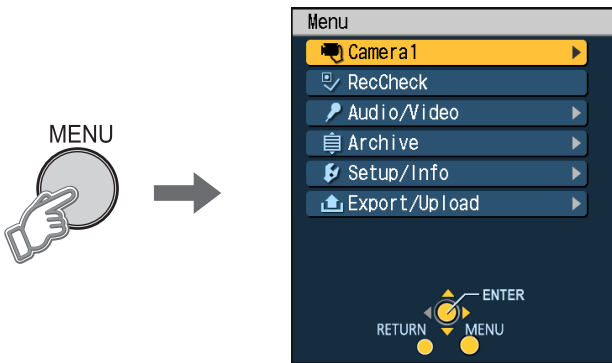 MENU
Menu
Camera1
RecCheck
Audio/Video
Archive
Setup/Info
Export/Upload
ENTER
RETURN MENU